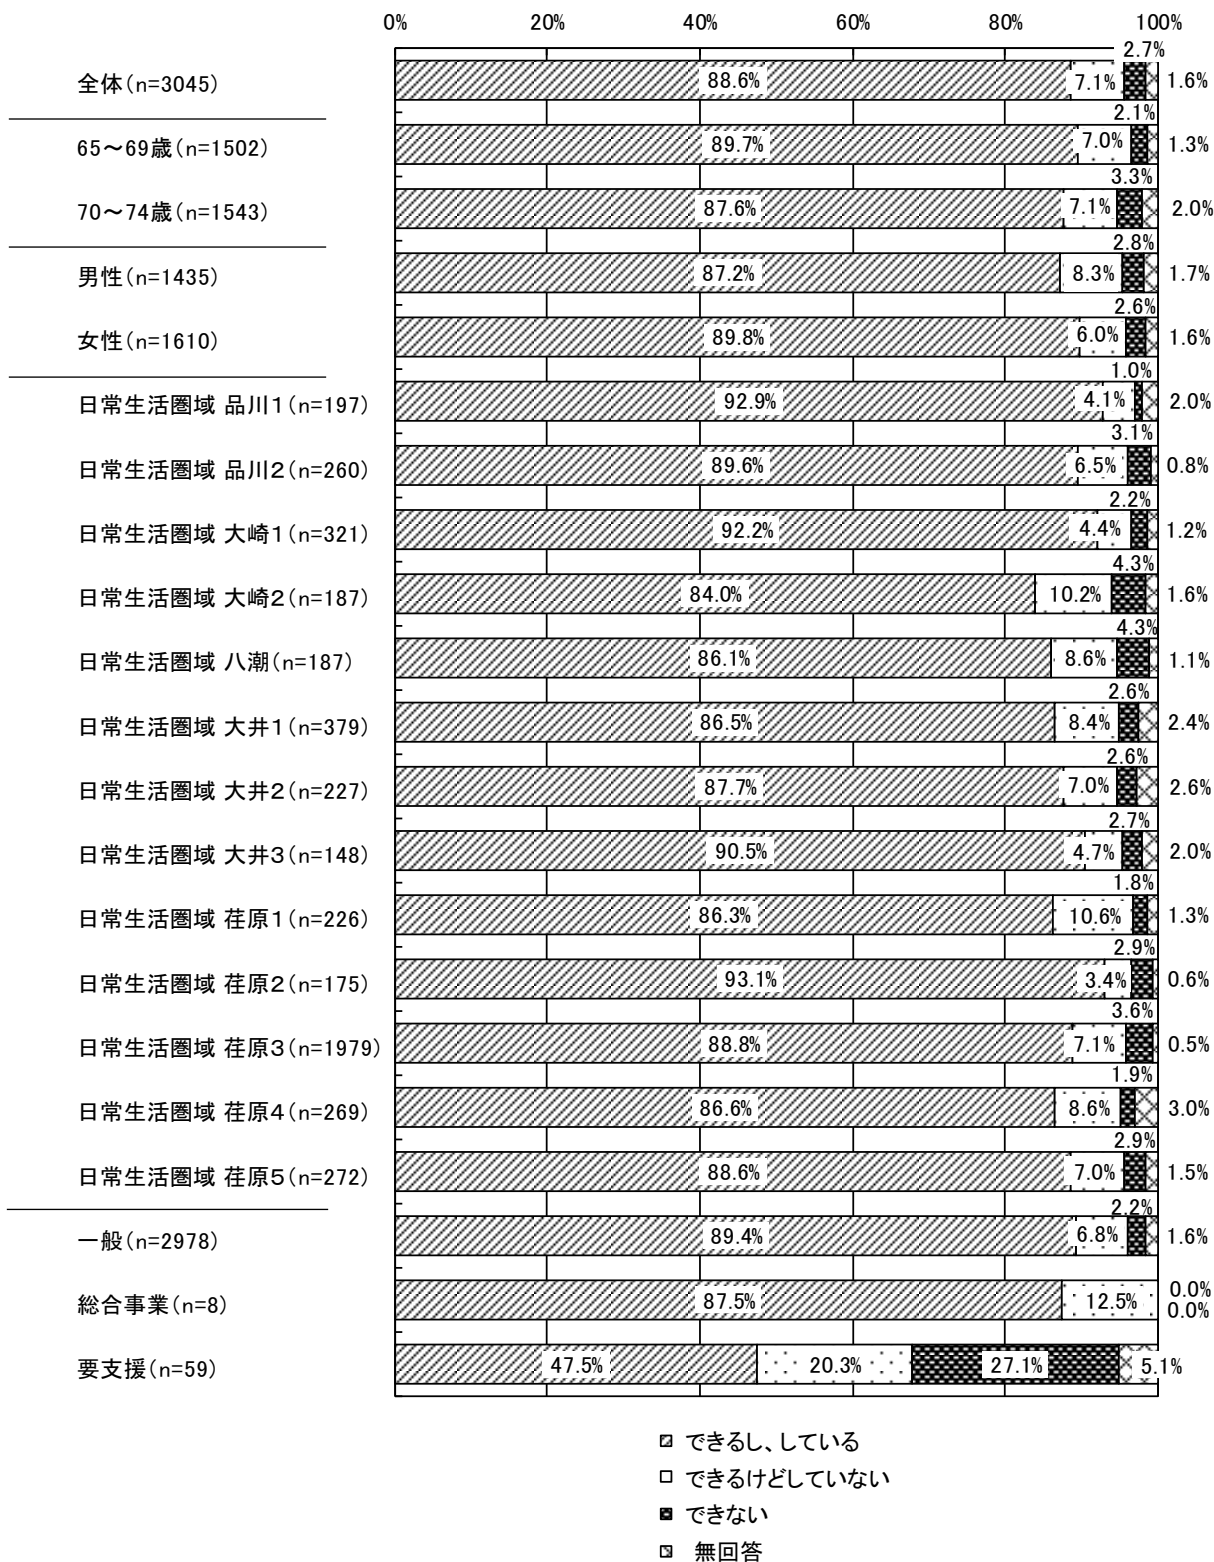 0% 20% 40% 60% 80% 100%
2.7%
全体(n=3045) 88.6% 7.1% 1.6%
2.1%
65～69歳(n=1502) 89.7% 7.0% 1.3%
3.3%
70～74歳(n=1543) 87.6% 7.1% 2.0%
2.8%
男性(n=1435) 87.2% 8.3% 1.7%
2.6%
女性(n=1610) 89.8% 6.0% 1.6%
1.0%
日常生活圏域 品川1(n=197) 92.9% 4.1% 2.0%
3.1%
日常生活圏域 品川2(n=260) 89.6% 6.5% 0.8%
2.2%
日常生活圏域 大崎1(n=321) 92.2% 4.4% 1.2%
4.3%
日常生活圏域 大崎2(n=187) 84.0% 10.2% 1.6%
4.3%
日常生活圏域 八潮(n=187) 86.1% 8.6% 1.1%
2.6%
日常生活圏域 大井1(n=379) 86.5% 8.4% 2.4%
2.6%
日常生活圏域 大井2(n=227) 87.7% 7.0% 2.6%
2.7%
日常生活圏域 大井3(n=148) 90.5% 4.7% 2.0%
1.8%
日常生活圏域 荏原1(n=226) 86.3% 10.6% 1.3%
2.9%
日常生活圏域 荏原2(n=175) 93.1% 3.4% 0.6%
3.6%
日常生活圏域 荏原3(n=1979) 88.8% 7.1% 0.5%
1.9%
日常生活圏域 荏原4(n=269) 86.6% 8.6% 3.0%
2.9%
日常生活圏域 荏原5(n=272) 88.6% 7.0% 1.5%
2.2%
一般(n=2978) 89.4% 6.8% 1.6%
0.0%
総合事業(n=8) 87.5% 12.5% 0.0%
要支援(n=59) 47.5% 20.3% 27.1% 5.1%
できるし、している
できるけどしていない
できない
無回答